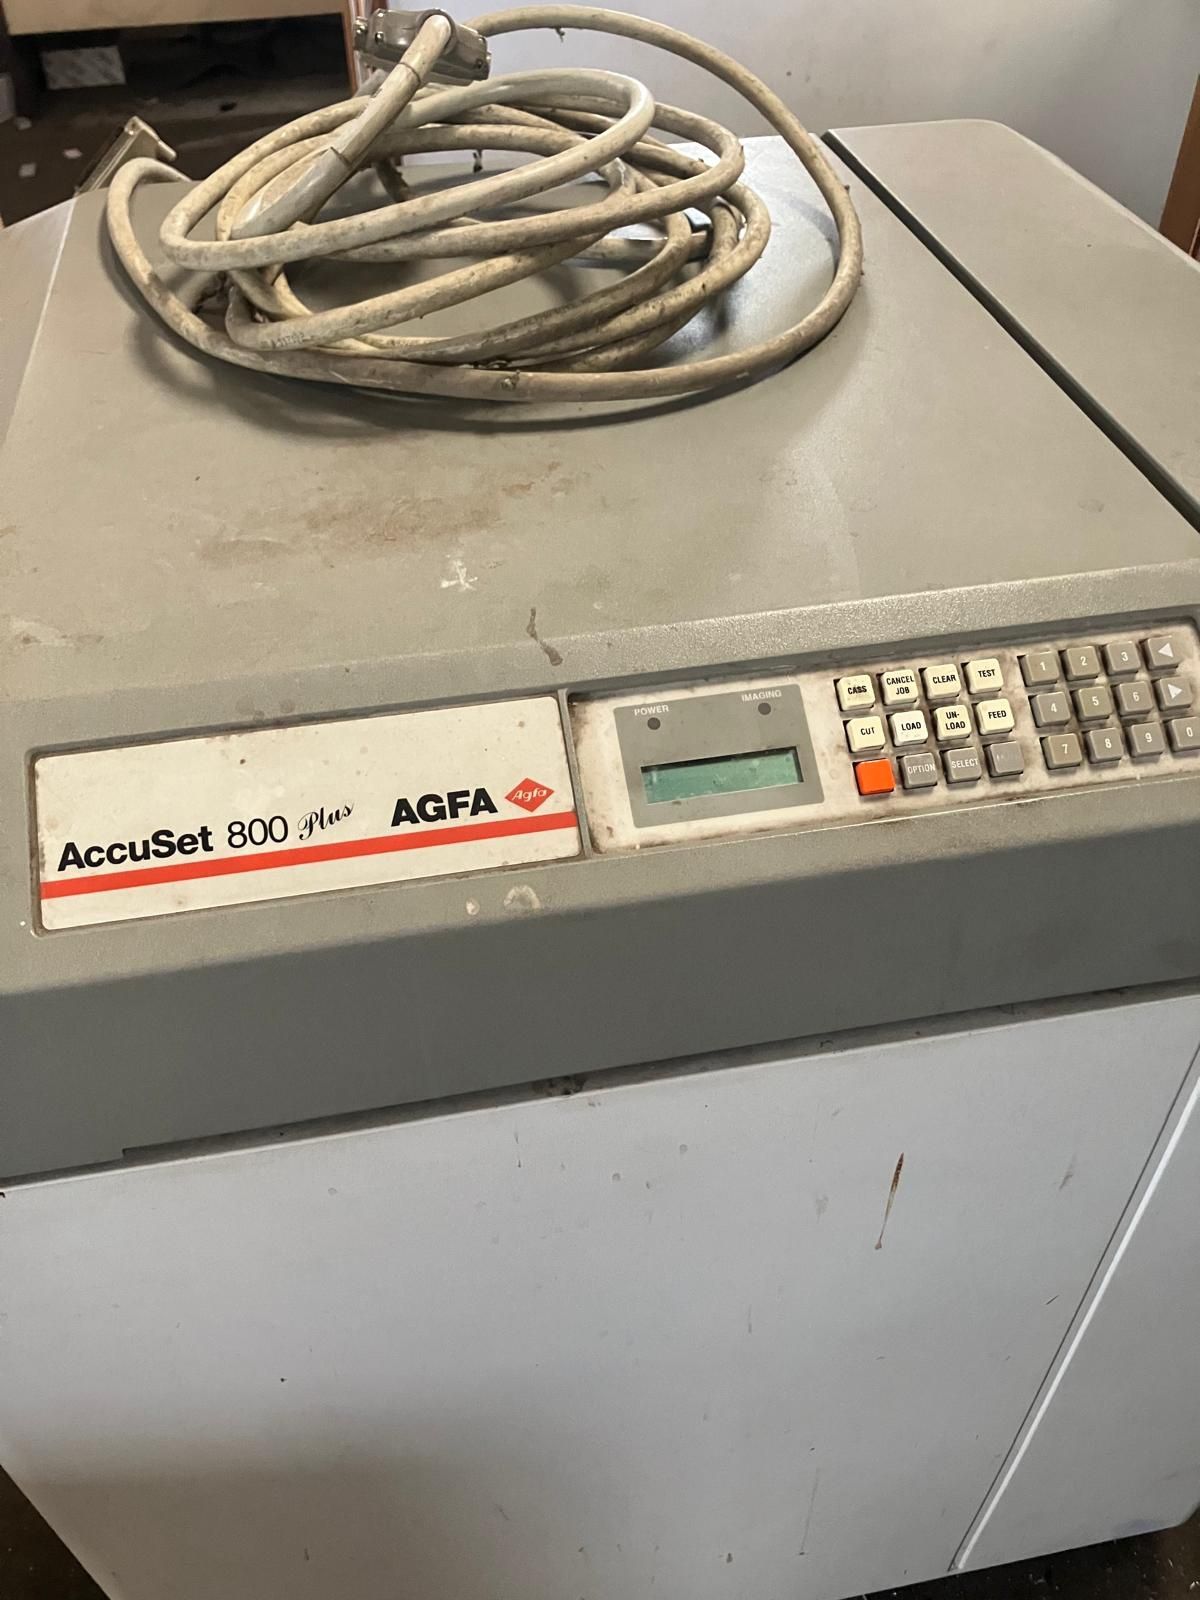 POWER
IMAGING
CASS
CANCEL JOB
CLEAR
TEST
1
2
3
CUT
LOAD
UN-LOAD
FEED
4
5
6
OPTION
SELECT
7
8
9
0
AccuSet 800 Plus
AGFA
Agfa